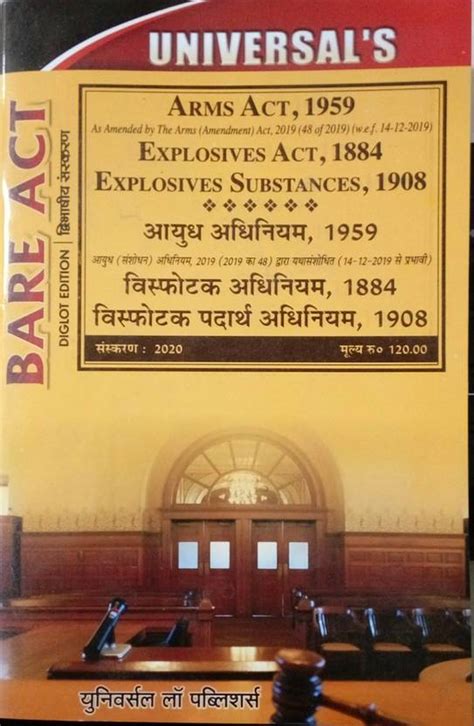 UNIVERSAL'S
BARE ACT
DIGLOT EDITION | द्विभाषीय संस्करण
ARMS ACT, 1959
As Amended by The Arms (Amendment) Act, 2019 (48 of 2019) (w.e.f. 14-12-2019)
EXPLOSIVES ACT, 1884
EXPLOSIVES SUBSTANCES, 1908
आयुध अधिनियम, 1959
आयुध (संशोधन) अधिनियम, 2019 (2019 का 48) द्वारा यथासंशोधित (14-12-2019 से प्रभावी)
विस्फोटक अधिनियम, 1884
विस्फोटक पदार्थ अधिनियम, 1908
संस्करण : 2020 मूल्य रु० 120.00
युनिवर्सल लॉ पब्लिशर्स